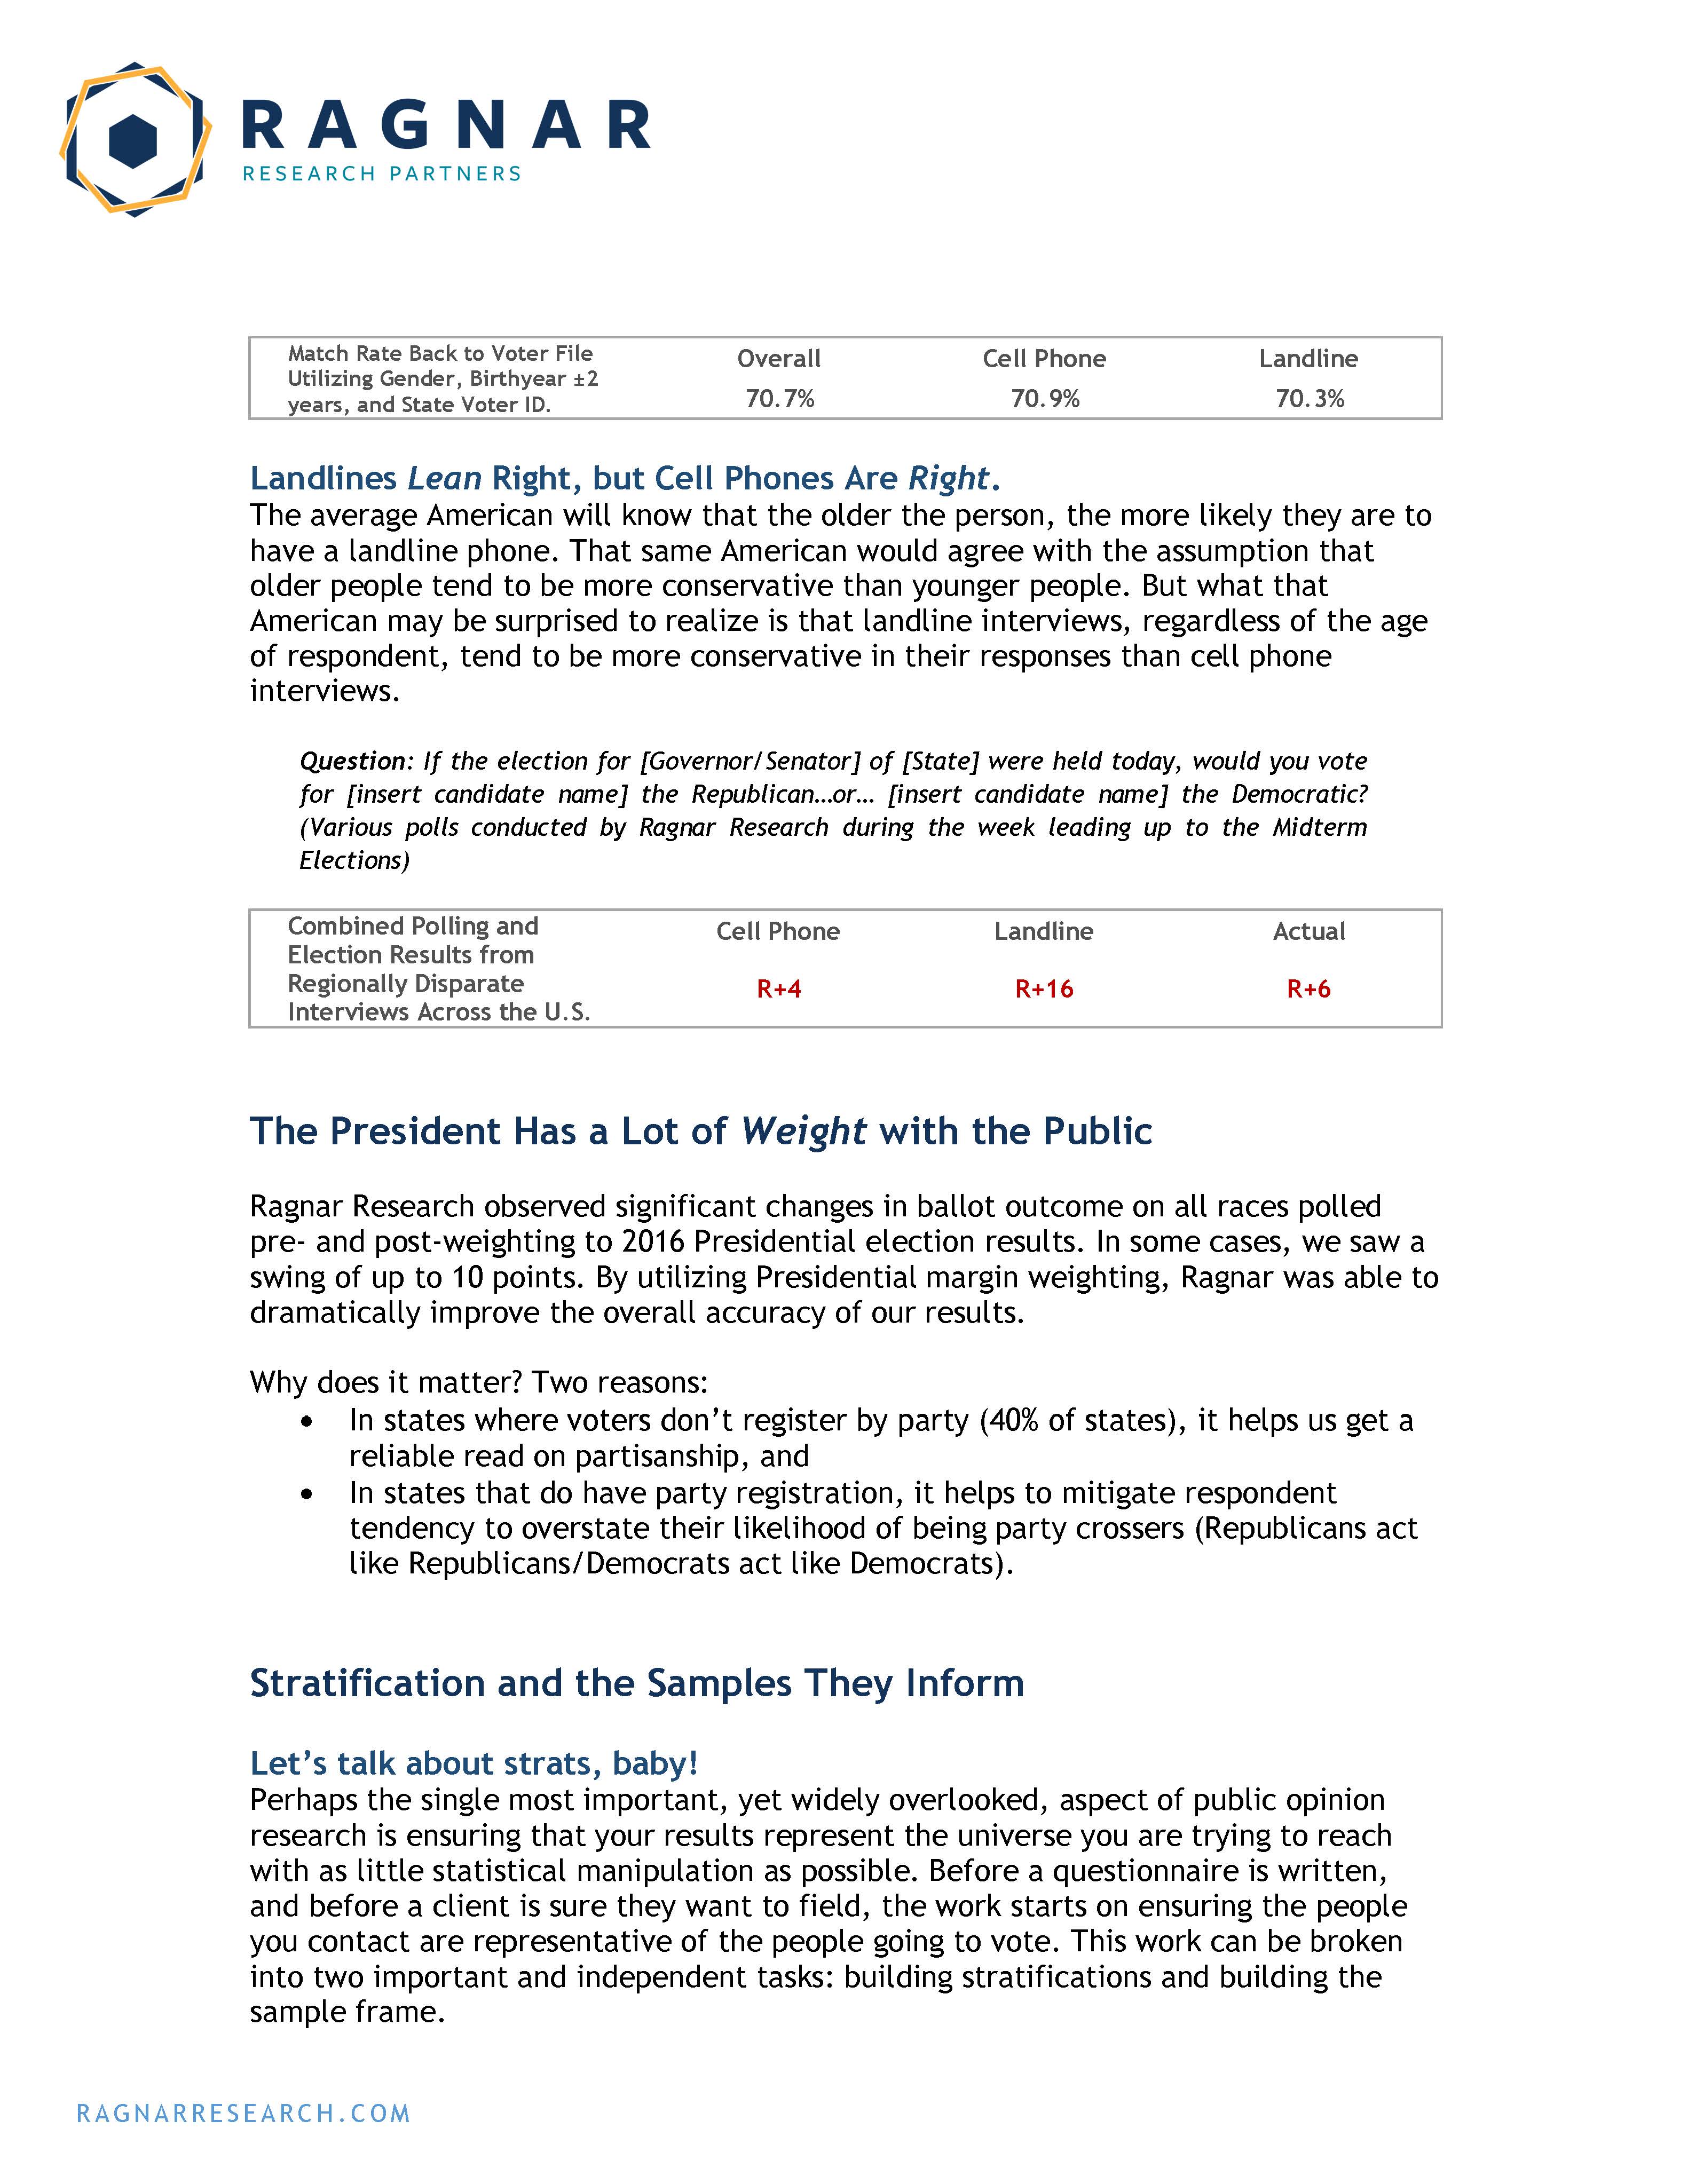 RAGNAR
RESEARCH PARTNERS
Match Rate Back to Voter File
Utilizing Gender, Birthyear ±2
years, and State Voter ID.
Overall Cell Phone Landline
70.7% 70.9% 70.3%
Landlines Lean Right, but Cell Phones Are Right.
The average American will know that the older the person, the more likely they are to
have a landline phone. That same American would agree with the assumption that
older people tend to be more conservative than younger people. But what that
American may be surprised to realize is that landline interviews, regardless of the age
of respondent, tend to be more conservative in their responses than cell phone
interviews.
Question: If the election for [Governor/Senator] of [State] were held today, would you vote
for [insert candidate name] the Republican…or… [insert candidate name] the Democratic?
(Various polls conducted by Ragnar Research during the week leading up to the Midterm
Elections)
Combined Polling and
Election Results from
Regionally Disparate
Interviews Across the U.S.
Cell Phone Landline Actual
R+4 R+16 R+6
The President Has a Lot of Weight with the Public
Ragnar Research observed significant changes in ballot outcome on all races polled
pre- and post-weighting to 2016 Presidential election results. In some cases, we saw a
swing of up to 10 points. By utilizing Presidential margin weighting, Ragnar was able to
dramatically improve the overall accuracy of our results.
Why does it matter? Two reasons:
• In states where voters don’t register by party (40% of states), it helps us get a
reliable read on partisanship, and
• In states that do have party registration, it helps to mitigate respondent
tendency to overstate their likelihood of being party crossers (Republicans act
like Republicans/Democrats act like Democrats).
Stratification and the Samples They Inform
Let’s talk about strats, baby!
Perhaps the single most important, yet widely overlooked, aspect of public opinion
research is ensuring that your results represent the universe you are trying to reach
with as little statistical manipulation as possible. Before a questionnaire is written,
and before a client is sure they want to field, the work starts on ensuring the people
you contact are representative of the people going to vote. This work can be broken
into two important and independent tasks: building stratifications and building the
sample frame.
RAGNARRESEARCH.COM